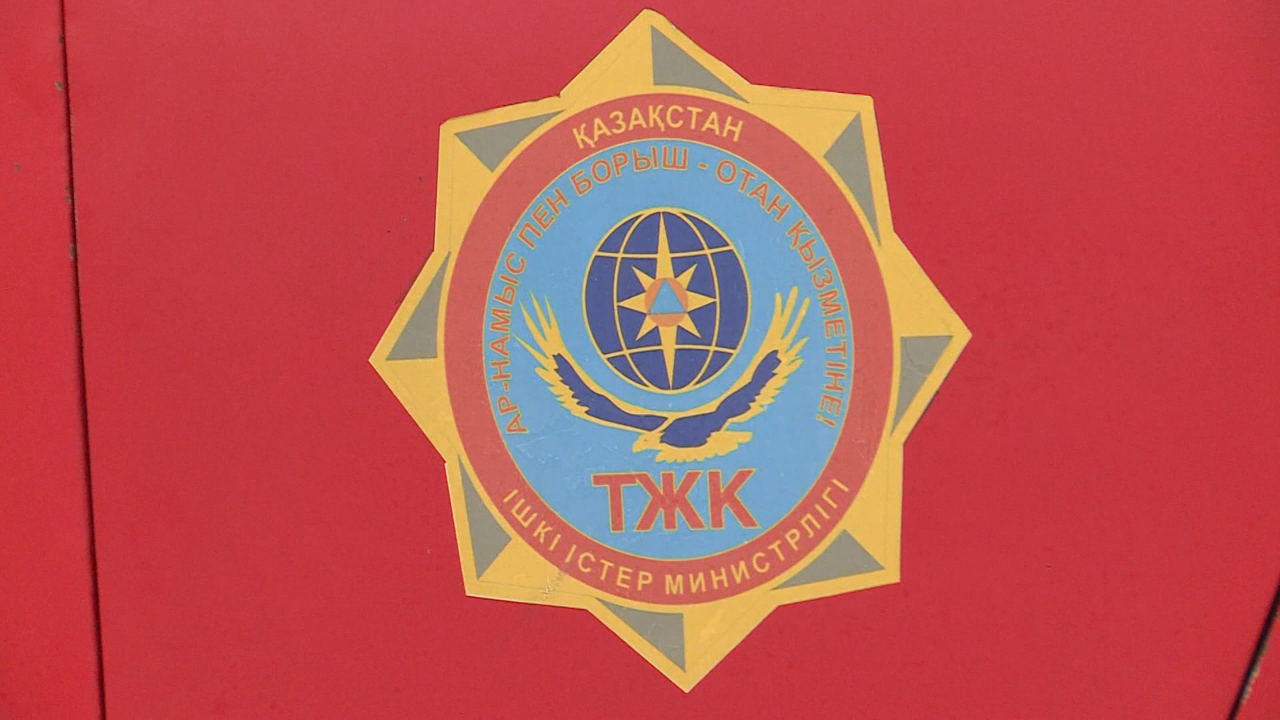 ҚАЗАҚСТАН
АР-НАМЫС ПЕН БОРЫШ - ОТАН ҚЫЗМЕТІНЕ!
ТЖК
ІШКІ ІСТЕР МИНИСТРЛІГІ